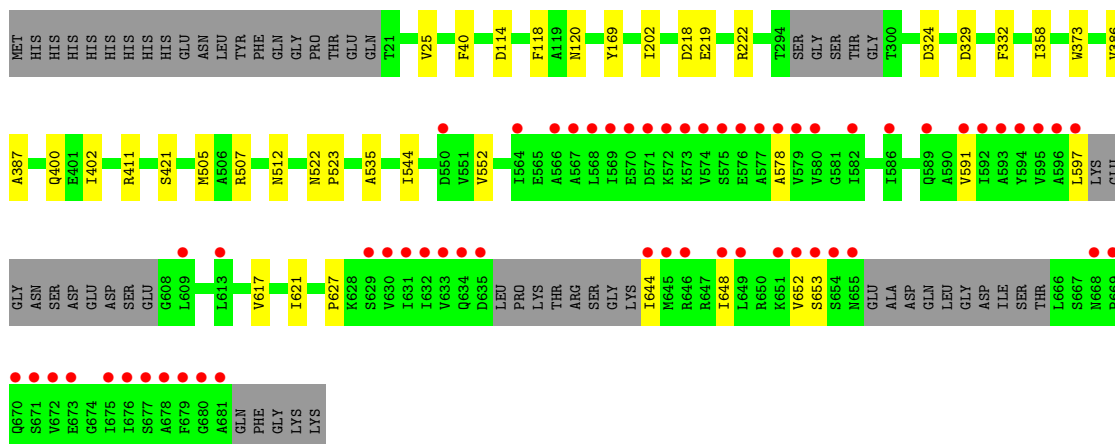 MET HIS HIS HIS HIS HIS HIS HIS HIS GLU ASN LEU TYR PHE GLN GLY PRO THR GLU GLN T21 V25 F40 D114 F118 A119 N120 Y169 I202 D218 E219 R222 T294 SER GLY SER THR GLY T300 D324 D329 F332 I358 W373 V386
A387 Q400 E401 I402 R411 S421 M505 A506 R507 N512 N522 P523 A535 I544 D550 V551 V552 I564 E565 A566 A567 L568 I569 E570 D571 K572 K573 V574 S575 E576 A577 A578 V579 V580 G581 I582 I586 Q589 A590 V591 I592 A593 Y594 V595 A596 L597 LYS GLU
GLY ASN SER ASP GLU ASP SER GLU G608 L609 L613 V617 I621 P627 K628 S629 V630 I631 I632 V633 Q634 D635 LEU PRO LYS THR ARG SER GLY LYS I644 M645 R646 R647 I648 L649 R650 K651 V652 S653 S654 N655 GLU ALA ASP GLN LEU GLY ASP ILE SER THR L666 S667 N668
Q670 S671 V672 E673 G674 I675 I676 S677 A678 F679 G680 A681 GLN PHE GLY LYS LYS